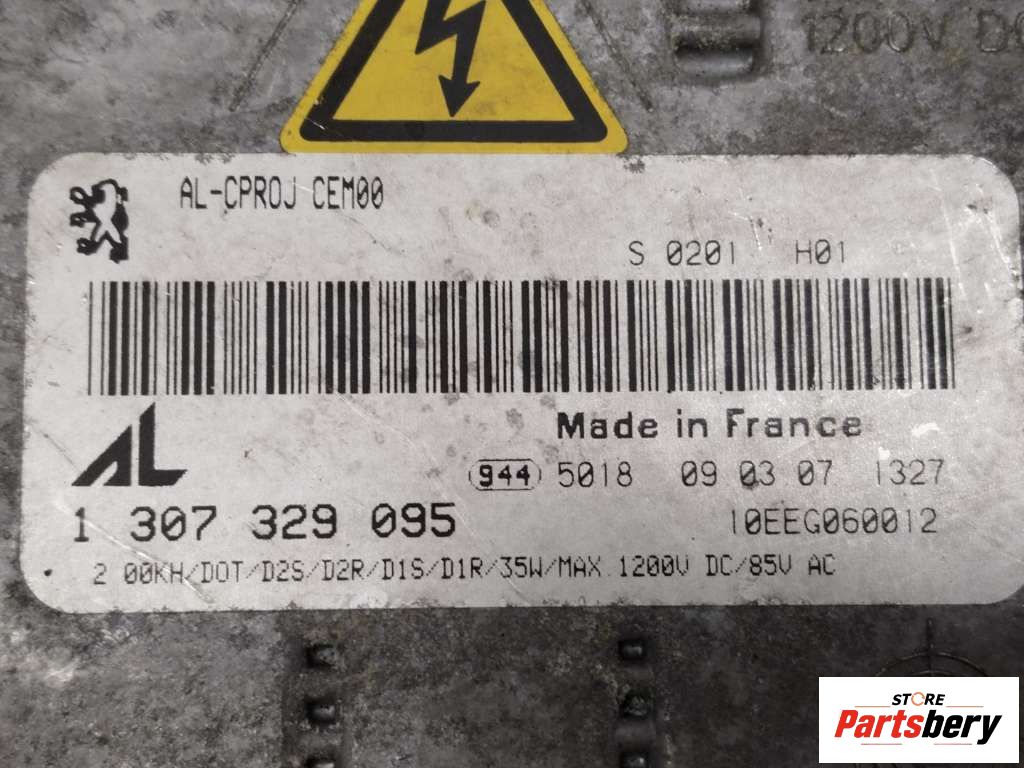 1200V DC
AL-CPROJ CEM00
S 0201 H01
AL
Made in France
944 5018 09 03 07 1327
1 307 329 095
10EEG060012
2 00KH/DOT/D2S/D2R/D1S/D1R/35W/MAX 1200V DC/85V AC
STORE
Partsbery